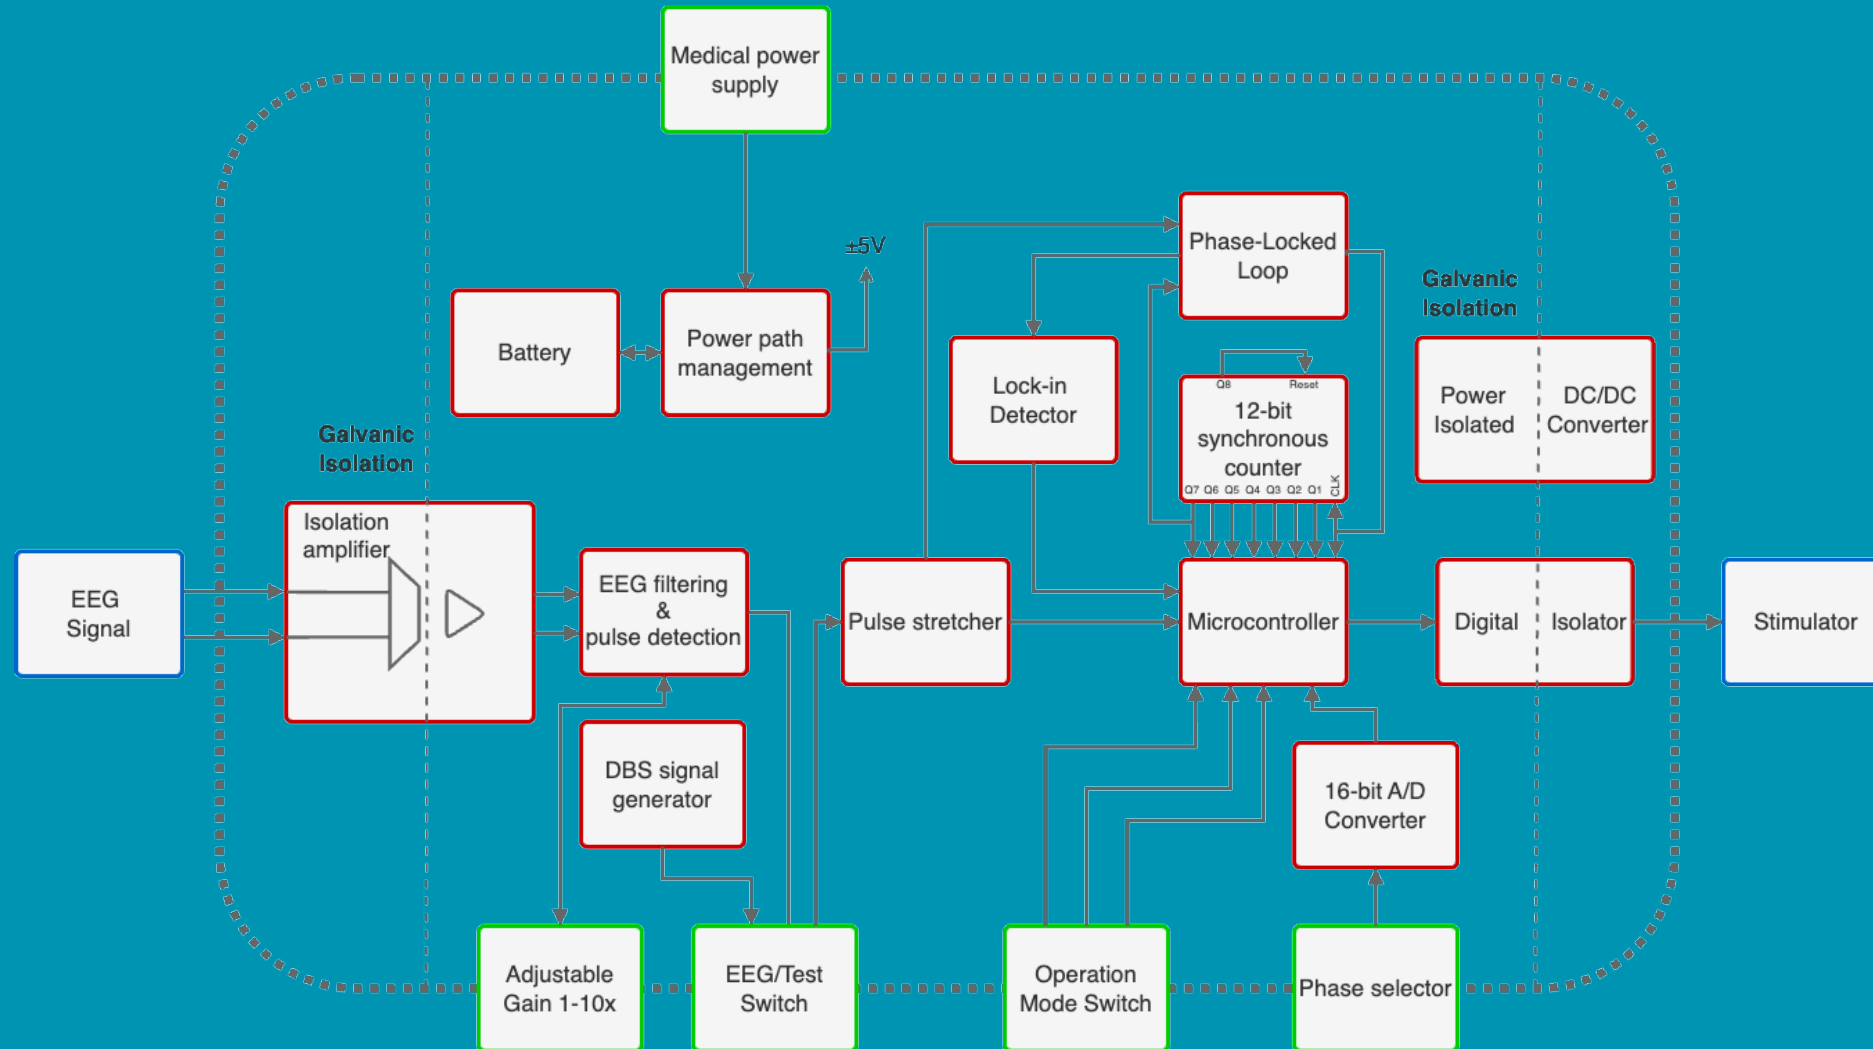 Medical power
supply
±5V
Phase-Locked
Loop
Galvanic
Isolation
Battery
Power path
management
Lock-in
Detector
Q8 Reset
12-bit
synchronous
counter
Q7 Q6 Q5 Q4 Q3 Q2 Q1 CLK
Power
Isolated
DC/DC
Converter
Galvanic
Isolation
Isolation
amplifier
EEG
Signal
EEG filtering
&
pulse detection
Pulse stretcher
Microcontroller
Digital
Isolator
Stimulator
DBS signal
generator
16-bit A/D
Converter
Adjustable
Gain 1-10x
EEG/Test
Switch
Operation
Mode Switch
Phase selector